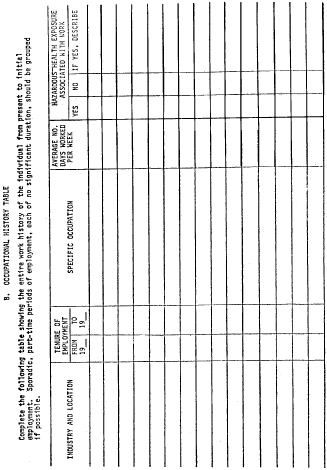 B. OCCUPATIONAL HISTORY TABLE
Complete the following table showing the entire work history of the individual from present to initial
employment. Sporadic, part-time periods of employment, each of no significant duration, should be grouped
if possible.
INDUSTRY AND LOCATION
TENURE OF
EMPLOYMENT
FROM TO
19__ 19__
SPECIFIC OCCUPATION
AVERAGE NO.
DAYS WORKED
PER WEEK
HAZARDOUS HEALTH EXPOSURE
ASSOCIATED WITH WORK
YES NO IF YES, DESCRIBE